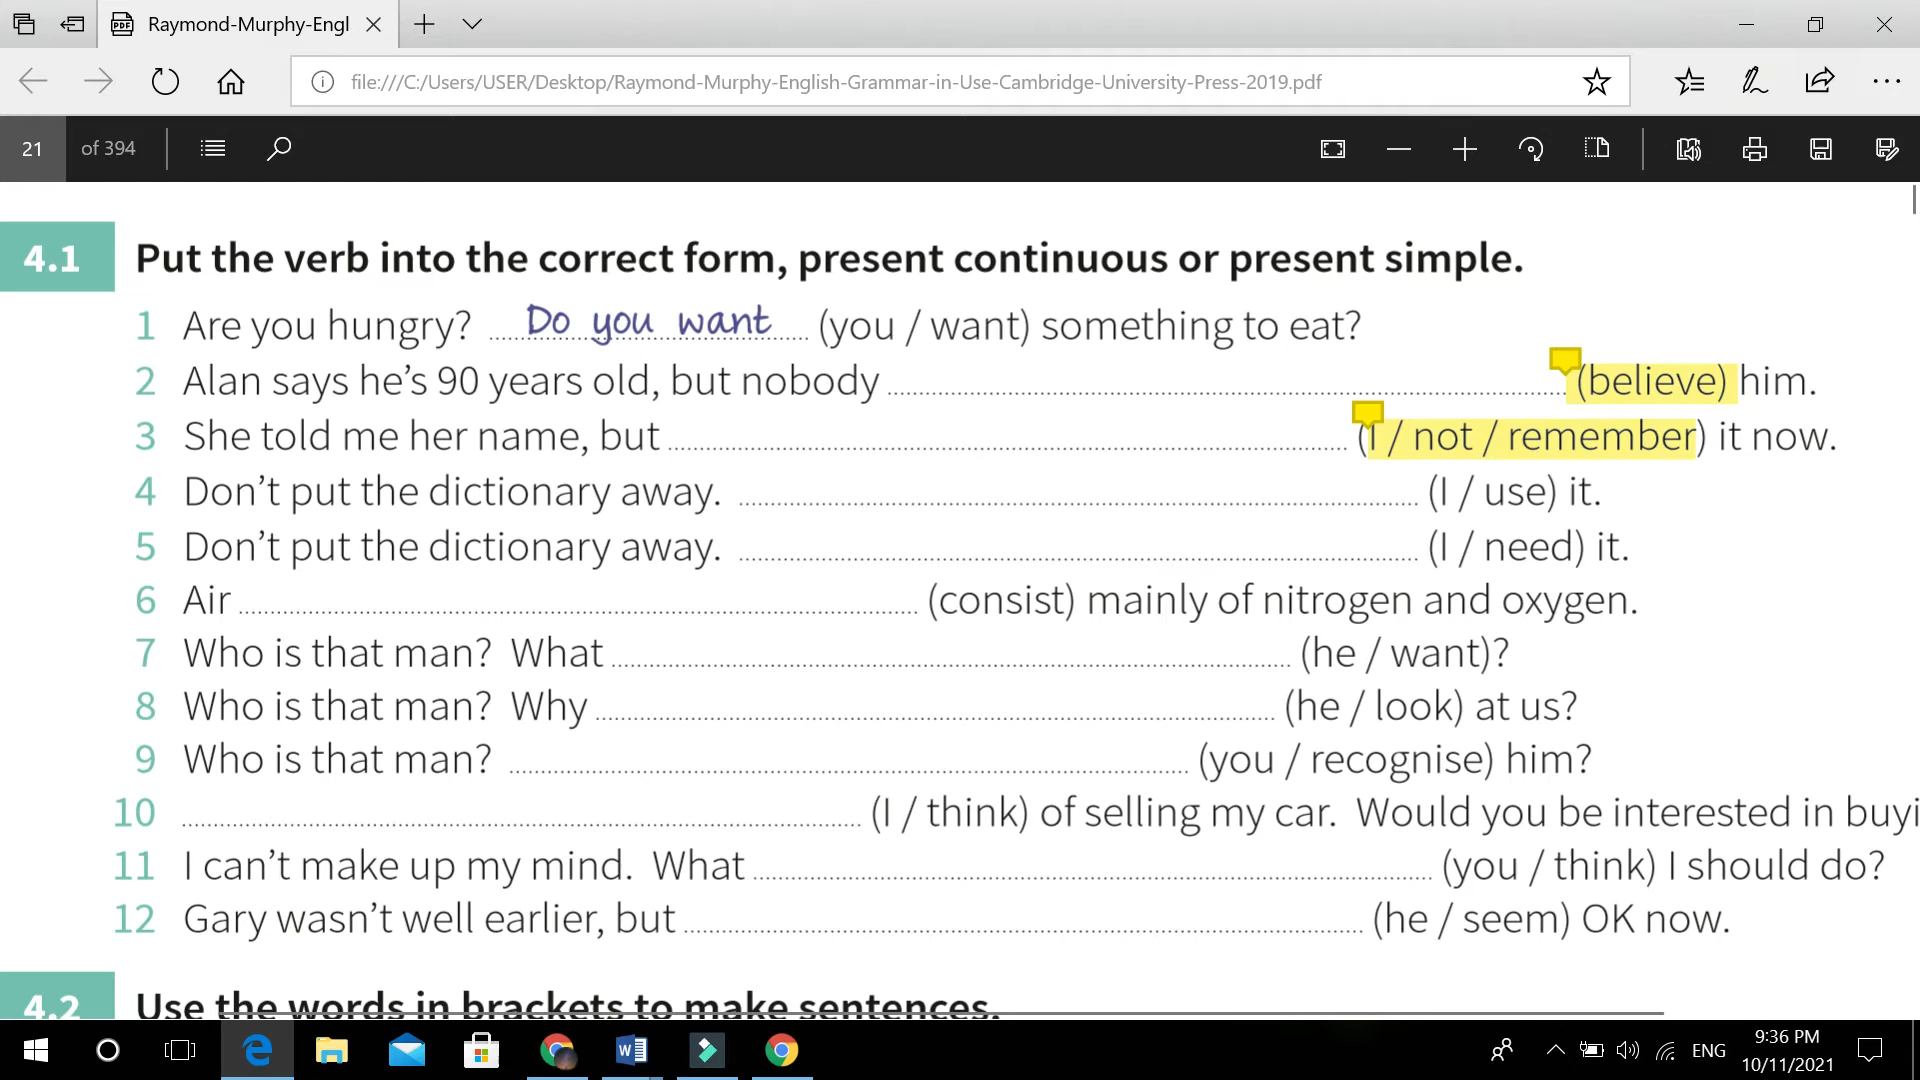 Raymond-Murphy-Engl
file:///C:/Users/USER/Desktop/Raymond-Murphy-English-Grammar-in-Use-Cambridge-University-Press-2019.pdf
21 of 394
4.1 Put the verb into the correct form, present continuous or present simple.
1 Are you hungry? Do you want (you / want) something to eat?
2 Alan says he’s 90 years old, but nobody (believe) him.
3 She told me her name, but (I / not / remember) it now.
4 Don’t put the dictionary away. (I / use) it.
5 Don’t put the dictionary away. (I / need) it.
6 Air (consist) mainly of nitrogen and oxygen.
7 Who is that man? What (he / want)?
8 Who is that man? Why (he / look) at us?
9 Who is that man? (you / recognise) him?
10 (I / think) of selling my car. Would you be interested in buyi
11 I can’t make up my mind. What (you / think) I should do?
12 Gary wasn’t well earlier, but (he / seem) OK now.
4.2 Use the words in brackets to make sentences.
ENG
9:36 PM
10/11/2021